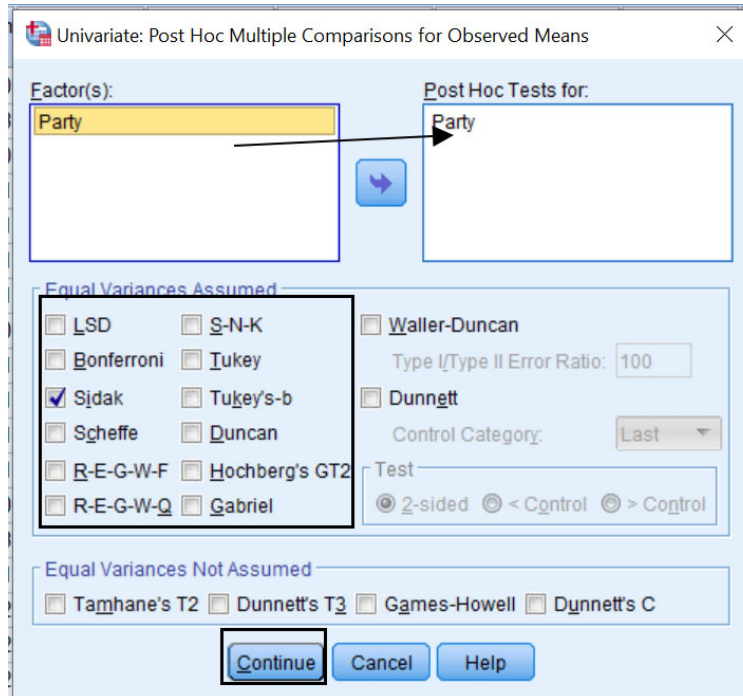 Univariate: Post Hoc Multiple Comparisons for Observed Means
Factor(s):
Party
Post Hoc Tests for:
Party
Equal Variances Assumed
LSD
S-N-K
Waller-Duncan
Bonferroni
Tukey
Type I/Type II Error Ratio: 100
Sidak
Tukey's-b
Dunnett
Scheffe
Duncan
Control Category: Last
R-E-G-W-F
Hochberg's GT2
Test
R-E-G-W-Q
Gabriel
2-sided < Control > Control
Equal Variances Not Assumed
Tamhane's T2 Dunnett's T3 Games-Howell Dunnett's C
Continue Cancel Help